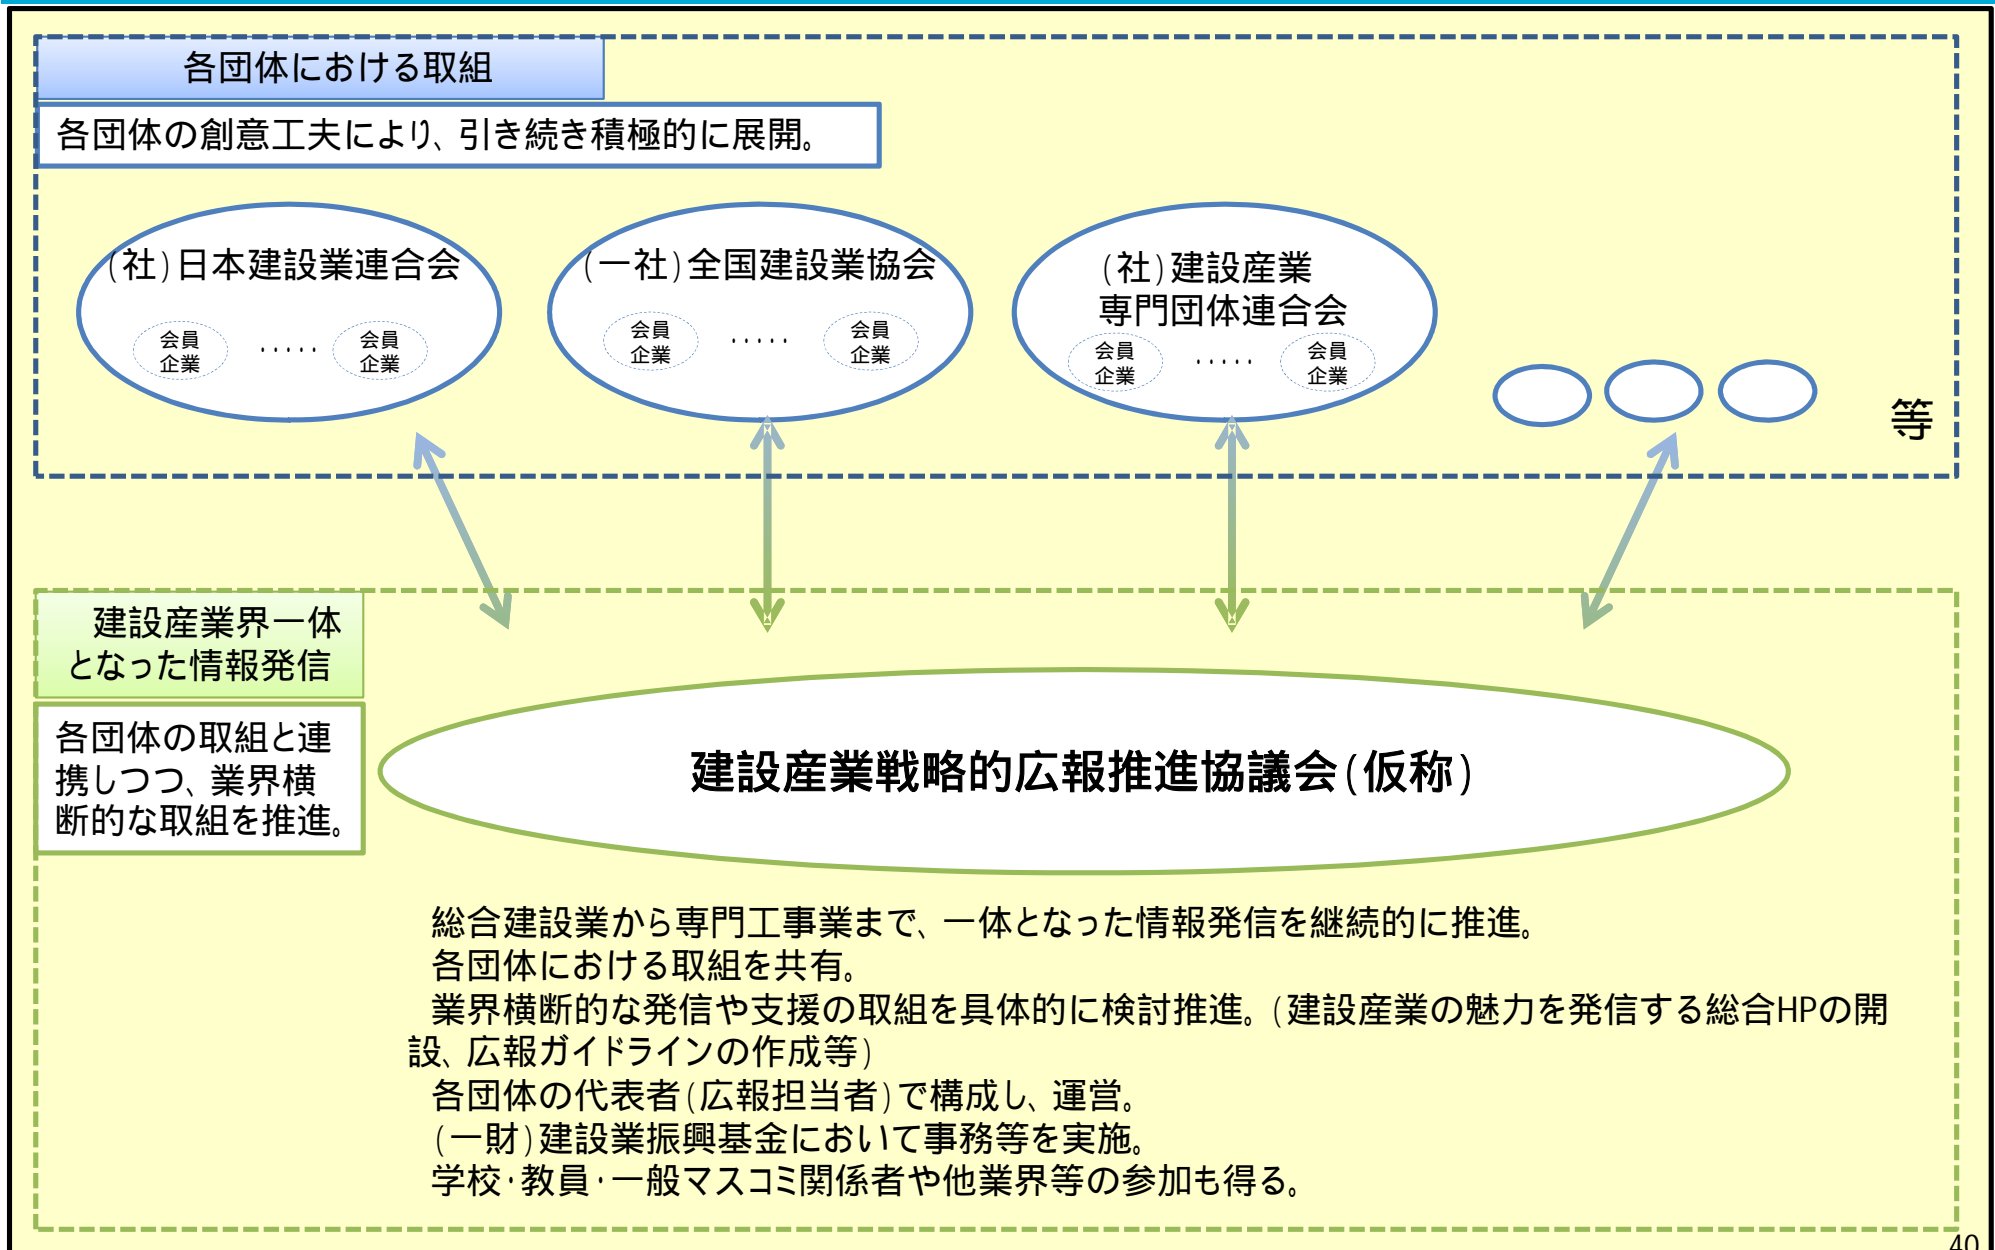 各団体における取組
各団体の創意工夫により、引き続き積極的に展開。
(社)日本建設業連合会
会員
企業
・・・・・
会員
企業
(一社)全国建設業協会
会員
企業
・・・・・
会員
企業
(社)建設産業
専門団体連合会
会員
企業
・・・・・
会員
企業
等
建設産業界一体
となった情報発信
各団体の取組と連
携しつつ、業界横
断的な取組を推進。
建設産業戦略的広報推進協議会(仮称)
総合建設業から専門工事業まで、一体となった情報発信を継続的に推進。
各団体における取組を共有。
業界横断的な発信や支援の取組を具体的に検討推進。(建設産業の魅力を発信する総合HPの開
設、広報ガイドラインの作成等)
各団体の代表者(広報担当者)で構成し、運営。
(一財)建設業振興基金において事務等を実施。
学校・教員・一般マスコミ関係者や他業界等の参加も得る。
40